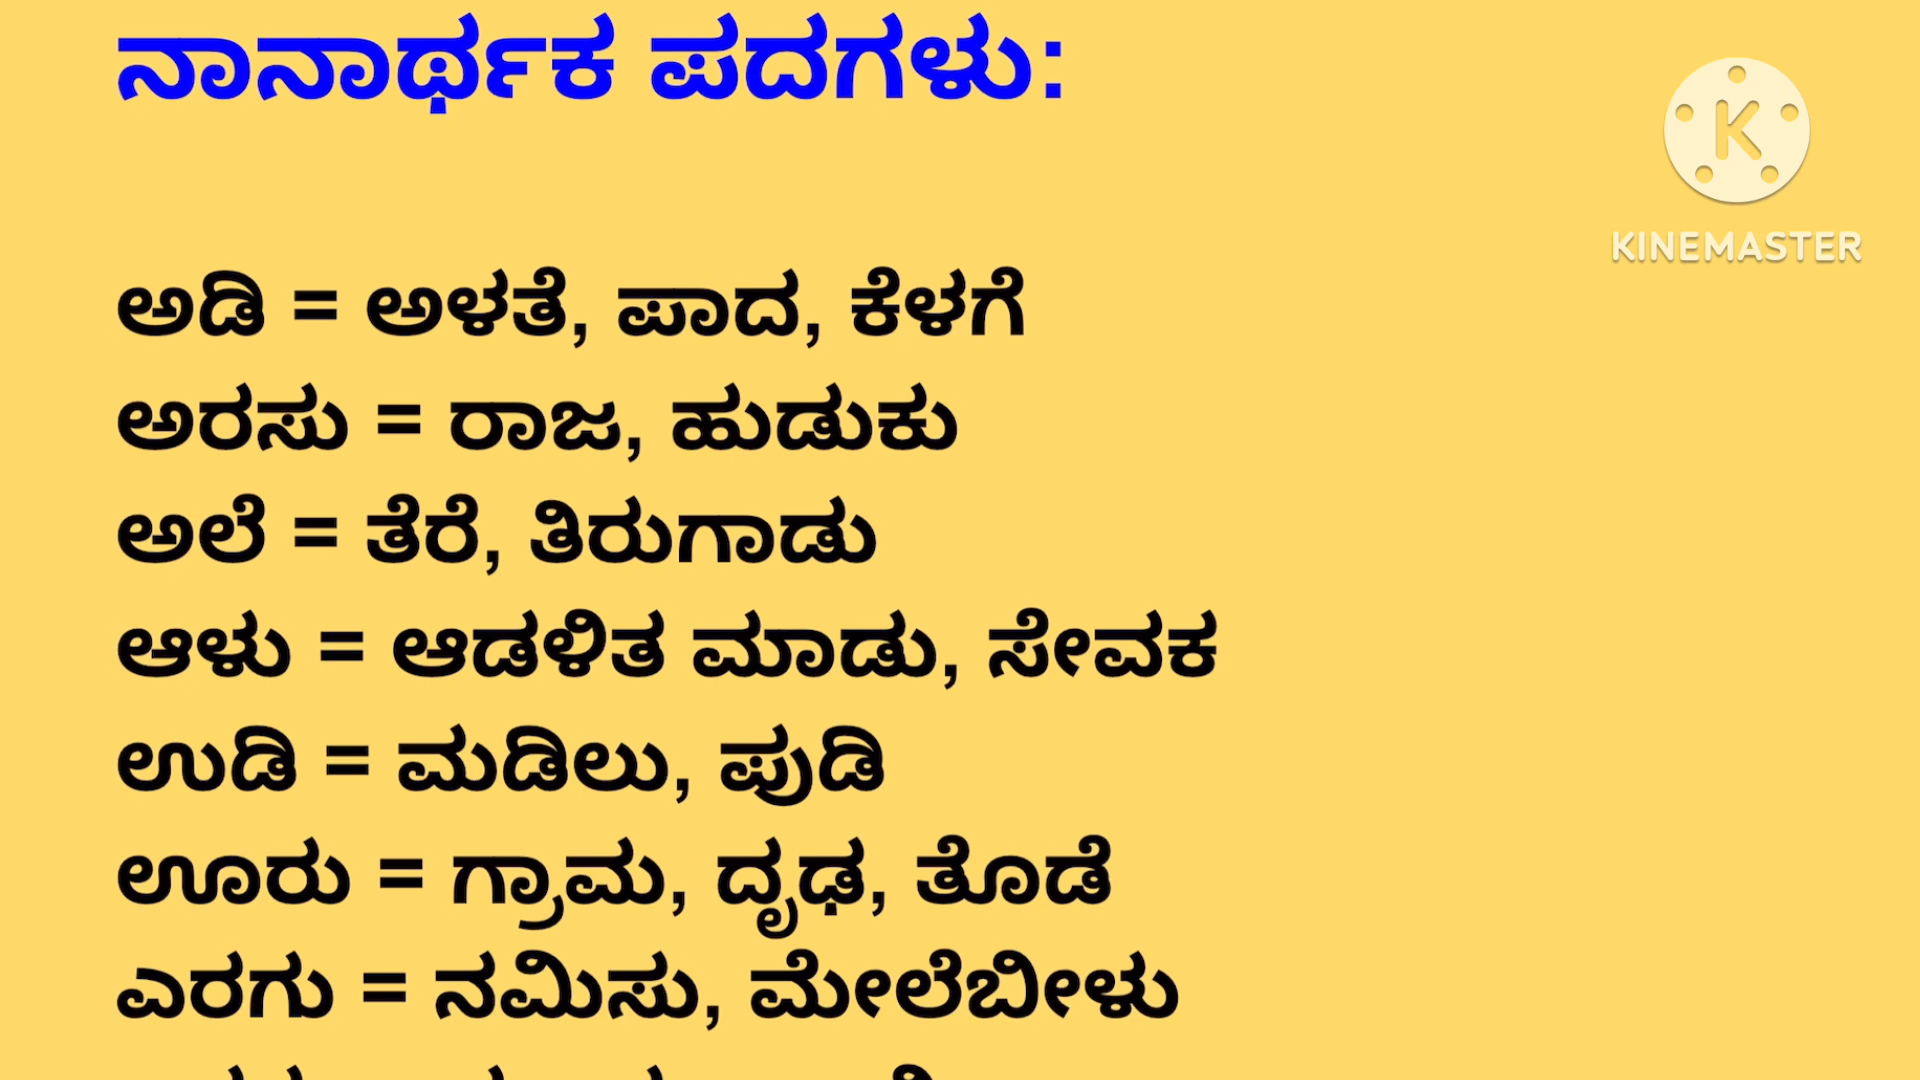 ನಾನಾರ್ಥಕ ಪದಗಳು:
KINEMASTER
ಅಡಿ = ಅಳತೆ, ಪಾದ, ಕೆಳಗೆ
ಅರಸು = ರಾಜ, ಹುಡುಕು
ಅಲೆ = ತೆರೆ, ತಿರುಗಾಡು
ಆಳು = ಆಡಳಿತ ಮಾಡು, ಸೇವಕ
ಉಡಿ = ಮಡಿಲು, ಪುಡಿ
ಊರು = ಗ್ರಾಮ, ದೃಢ, ತೊಡೆ
ಎರಗು = ನಮಿಸು, ಮೇಲೆಬೀಳು